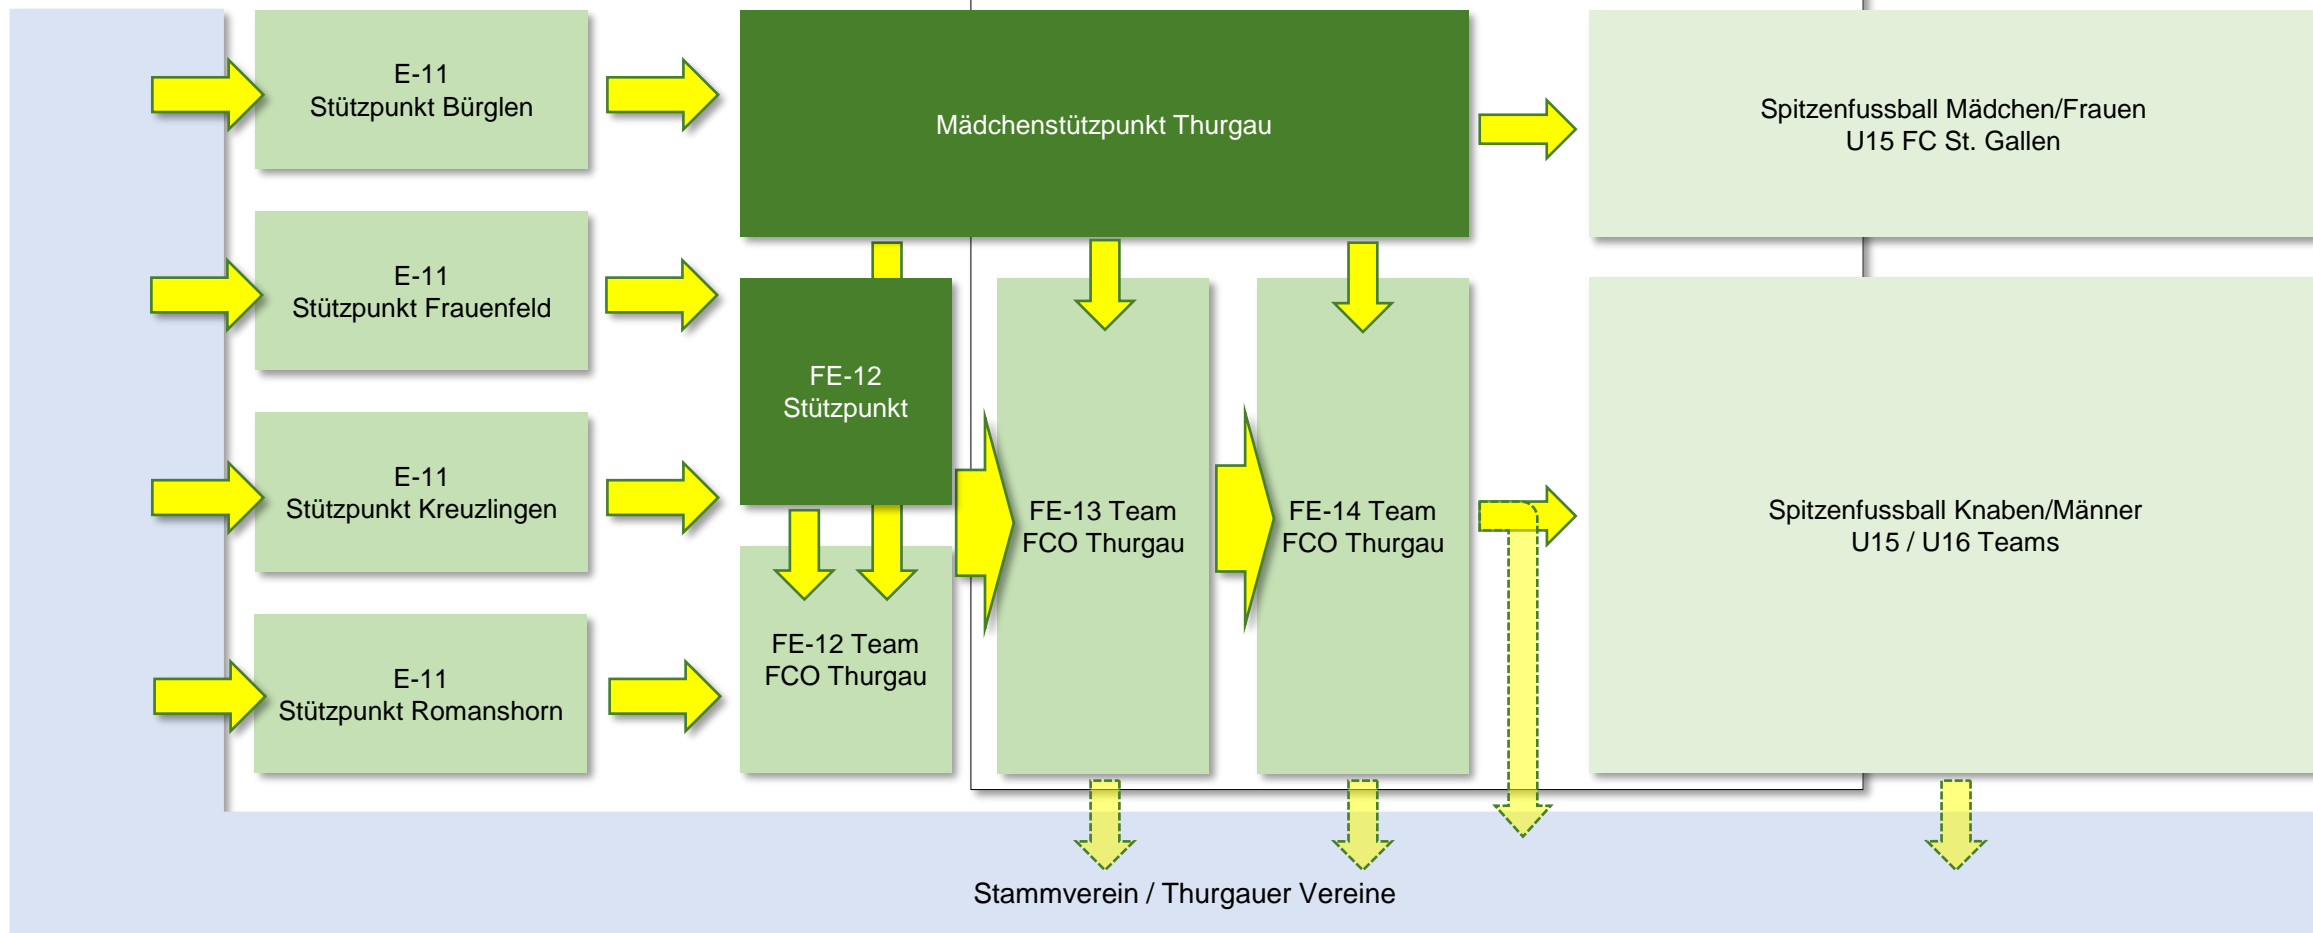 E-11
Stützpunkt Bürglen
Mädchenstützpunkt Thurgau
Spitzenfussball Mädchen/Frauen
U15 FC St. Gallen
E-11
Stützpunkt Frauenfeld
FE-12
Stützpunkt
E-11
Stützpunkt Kreuzlingen
FE-13 Team
FCO Thurgau
FE-14 Team
FCO Thurgau
Spitzenfussball Knaben/Männer
U15 / U16 Teams
FE-12 Team
FCO Thurgau
E-11
Stützpunkt Romanshorn
Stammverein / Thurgauer Vereine